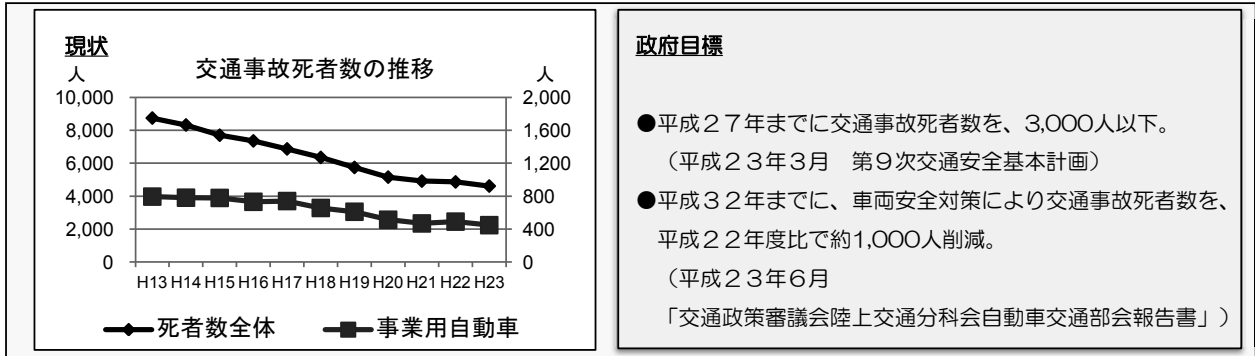 現状
人
交通事故死者数の推移
人
10,000
8,000
6,000
4,000
2,000
0
2,000
1,600
1,200
800
400
0
H13 H14 H15 H16 H17 H18 H19 H20 H21 H22 H23
死者数全体 事業用自動車
政府目標
●平成27年までに交通事故死者数を、3,000人以下。
（平成23年3月 第9次交通安全基本計画）
●平成32年までに、車両安全対策により交通事故死者数を、
平成22年度比で約1,000人削減。
（平成23年6月
「交通政策審議会陸上交通分科会自動車交通部会報告書」）